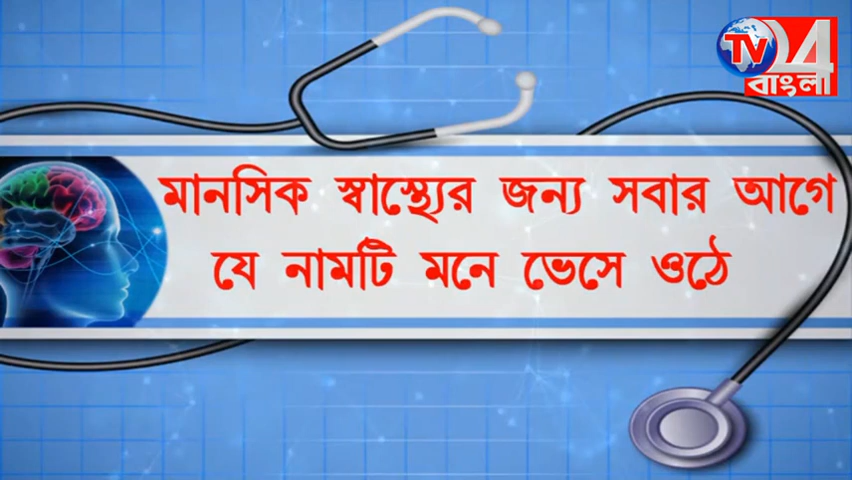 TV 24
বাংলা
মানসিক স্বাস্থ্যের জন্য সবার আগে
যে নামটি মনে ভেসে ওঠে